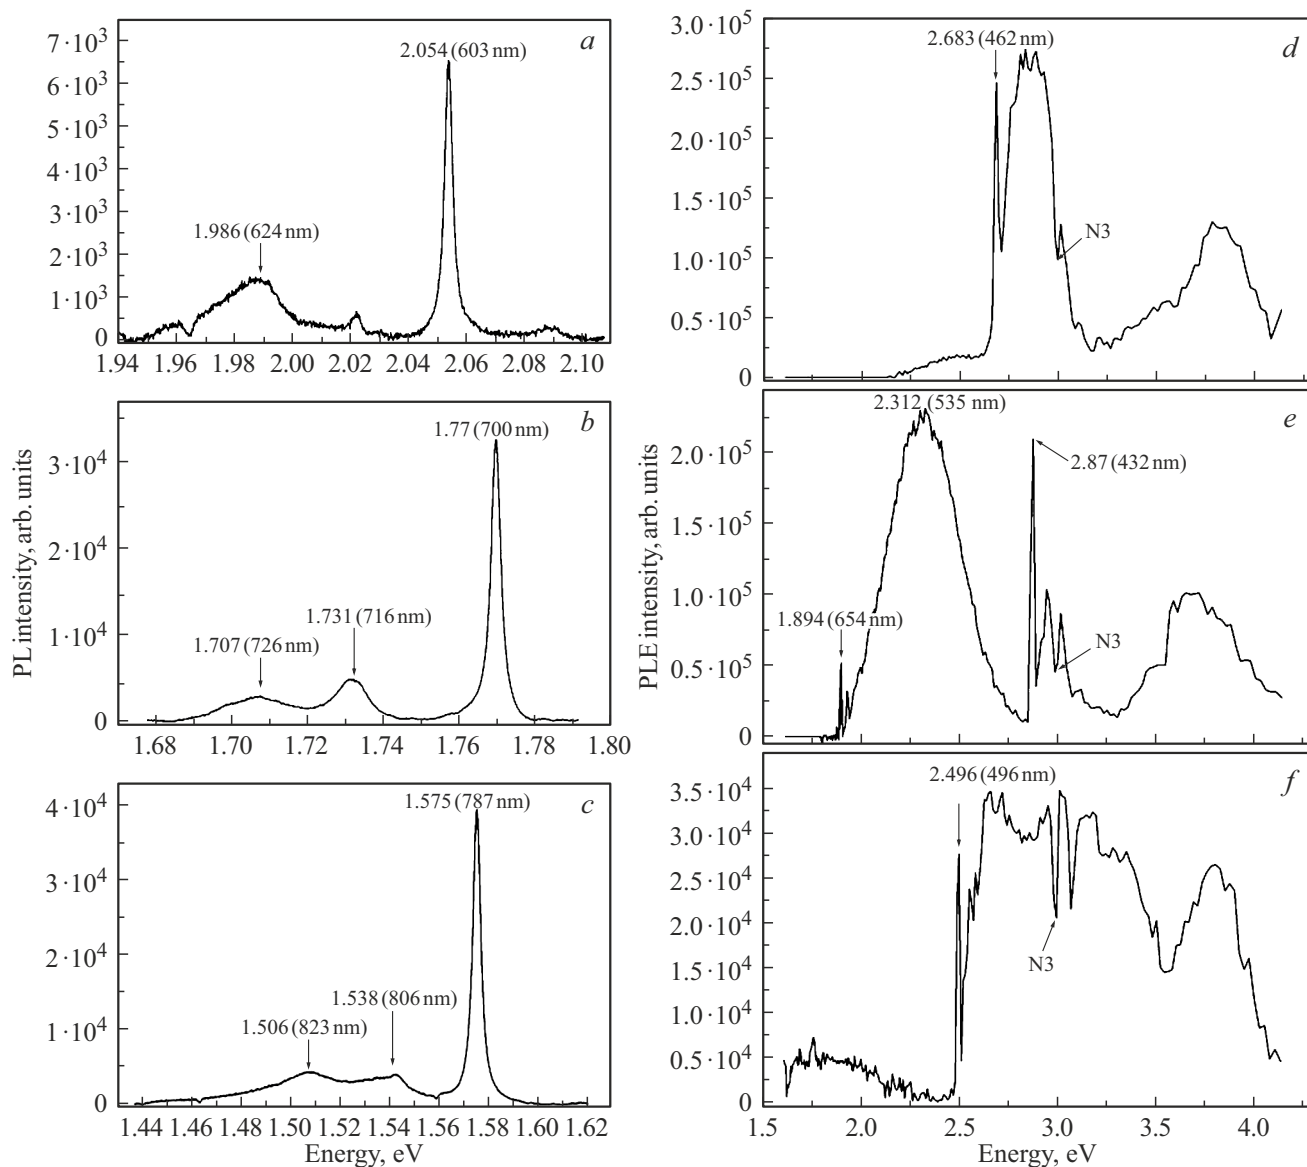 PL intensity, arb. units
a
7·10³
6·10³
5·10³
4·10³
3·10³
2·10³
1·10³
0
2.054 (603 nm)
1.986 (624 nm)
1.94 1.96 1.98 2.00 2.02 2.04 2.06 2.08 2.10
b
3·10⁴
2·10⁴
1·10⁴
0
1.77 (700 nm)
1.731 (716 nm)
1.707 (726 nm)
1.68 1.70 1.72 1.74 1.76 1.78 1.80
c
4·10⁴
3·10⁴
2·10⁴
1·10⁴
0
1.575 (787 nm)
1.538 (806 nm)
1.506 (823 nm)
1.44 1.46 1.48 1.50 1.52 1.54 1.56 1.58 1.60 1.62
Energy, eV
PLE intensity, arb. units
d
3.0·10⁵
2.5·10⁵
2.0·10⁵
1.5·10⁵
1.0·10⁵
0.5·10⁵
0
2.683 (462 nm)
N3
e
2.0·10⁵
1.5·10⁵
1.0·10⁵
0.5·10⁵
0
2.312 (535 nm)
2.87 (432 nm)
1.894 (654 nm)
N3
f
3.5·10⁴
3.0·10⁴
2.5·10⁴
2.0·10⁴
1.5·10⁴
1.0·10⁴
0.5·10⁴
0
2.496 (496 nm)
N3
1.5 2.0 2.5 3.0 3.5 4.0
Energy, eV